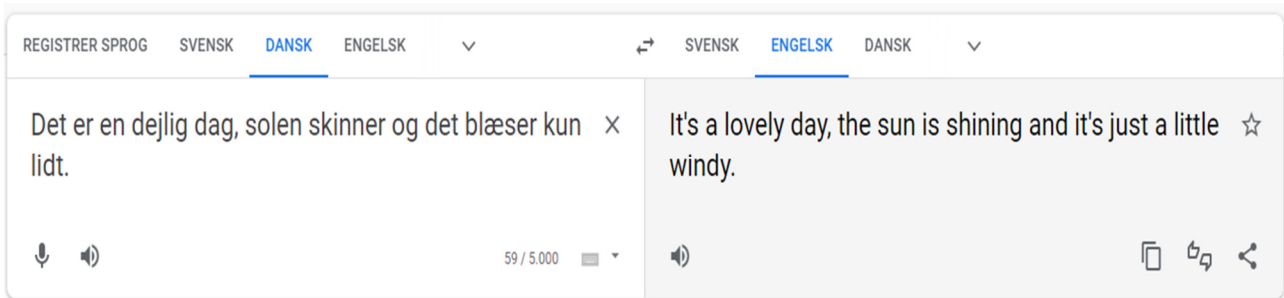 REGISTRER SPROG SVENSK DANSK ENGELSK SVENSK ENGELSK DANSK
Det er en dejlig dag, solen skinner og det blæser kun
lidt.
It's a lovely day, the sun is shining and it's just a little
windy.
59 / 5.000